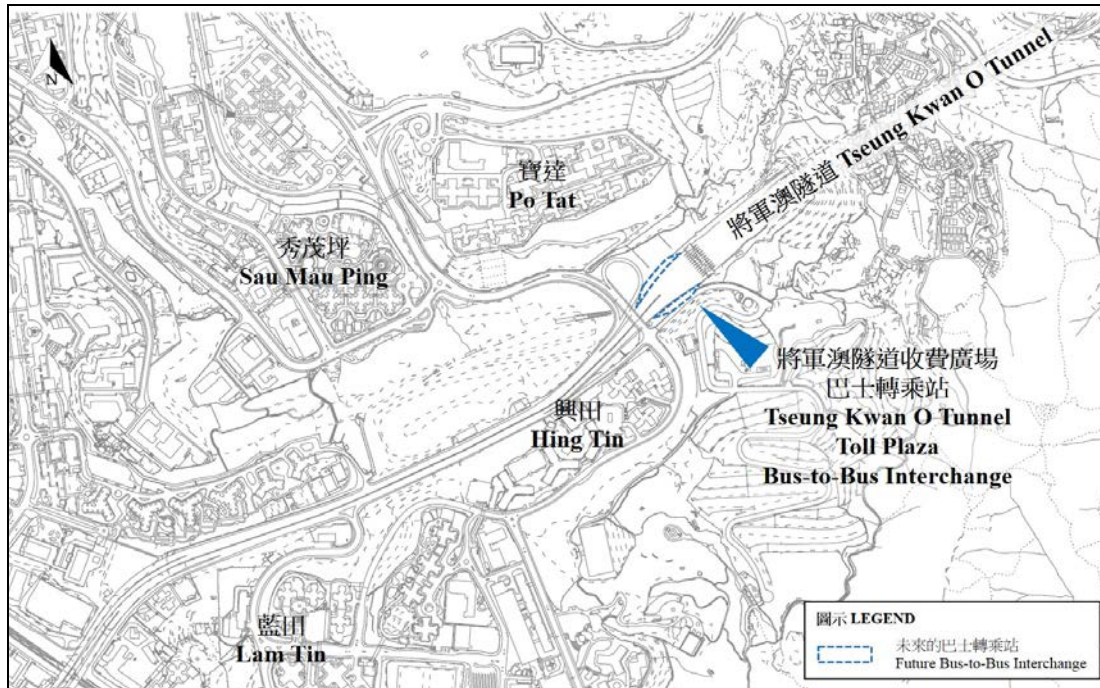 N
將軍澳隧道 Tseung Kwan O Tunnel
寶達
Po Tat
秀茂坪
Sau Mau Ping
將軍澳隧道收費廣場
巴士轉乘站
Tseung Kwan O Tunnel
Toll Plaza
Bus-to-Bus Interchange
興田
Hing Tin
藍田
Lam Tin
圖示 LEGEND
未來的巴士轉乘站
Future Bus-to-Bus Interchange